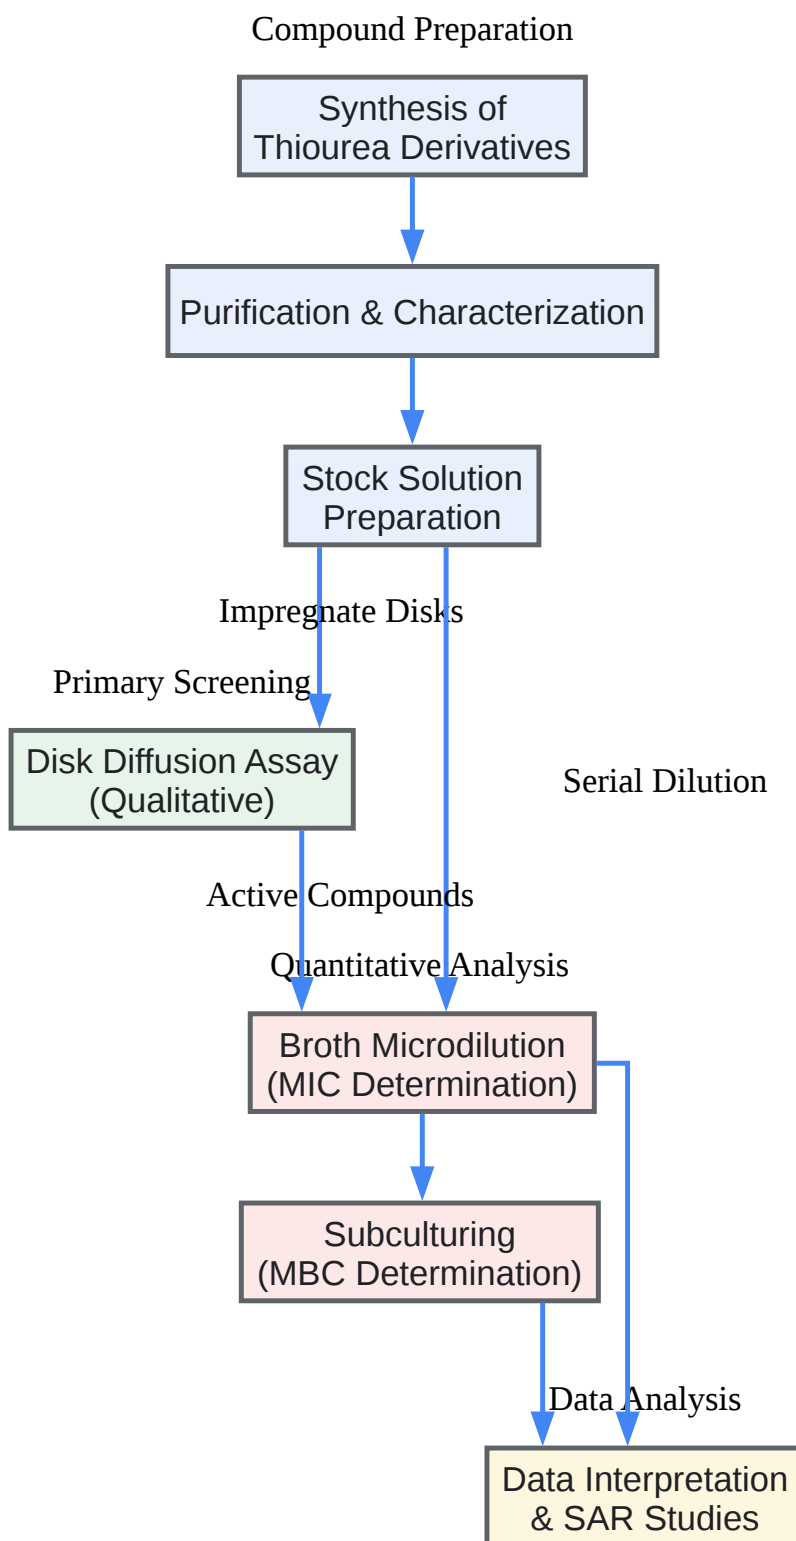 Compound Preparation
Synthesis of
Thiourea Derivatives
Purification & Characterization
Stock Solution
Preparation
Impregnate Disks
Primary Screening
Disk Diffusion Assay
(Qualitative)
Serial Dilution
Active Compounds
Quantitative Analysis
Broth Microdilution
(MIC Determination)
Subculturing
(MBC Determination)
Data Analysis
Data Interpretation
& SAR Studies